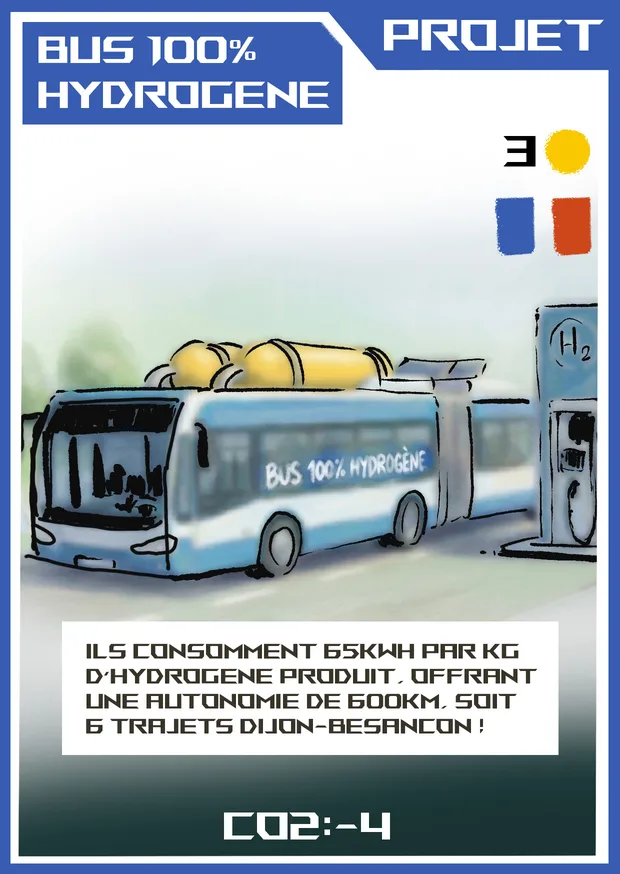 BUS 100%
HYDROGENE
PROJET
3
H2
BUS 100% HYDROGÈNE
ILS CONSOMMENT 65KWH PAR KG
D'HYDROGENE PRODUIT, OFFRANT
UNE AUTONOMIE DE 600KM, SOIT
6 TRAJETS DIJON-BESANCON !
CO2:-4